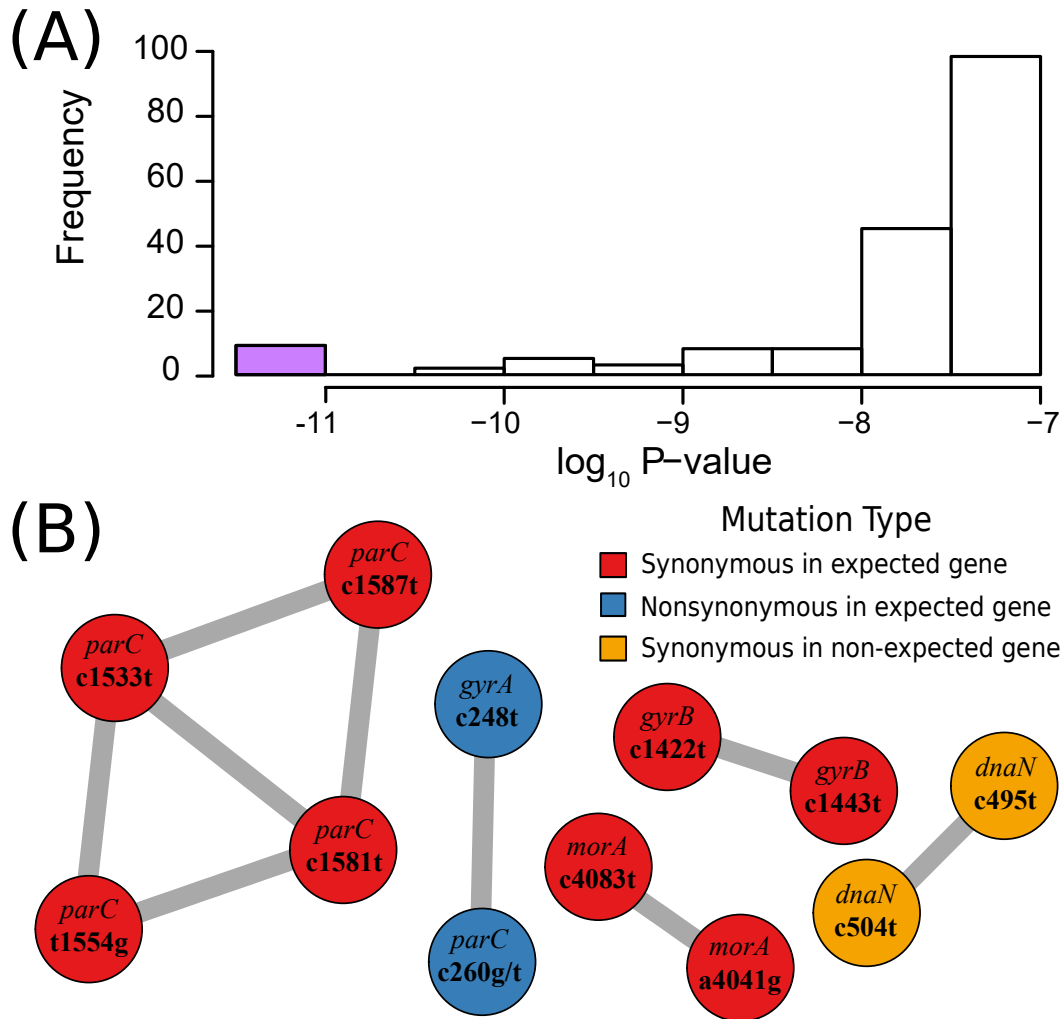 (A)
Frequency
100
80
60
40
20
0
-11
−10
−9
−8
−7
log10 P−value
(B)
Mutation Type
Synonymous in expected gene
Nonsynonymous in expected gene
Synonymous in non-expected gene
parC
c1587t
parC
c1533t
parC
c1581t
parC
t1554g
gyrA
c248t
parC
c260g/t
gyrB
c1422t
gyrB
c1443t
morA
c4083t
morA
a4041g
dnaN
c495t
dnaN
c504t